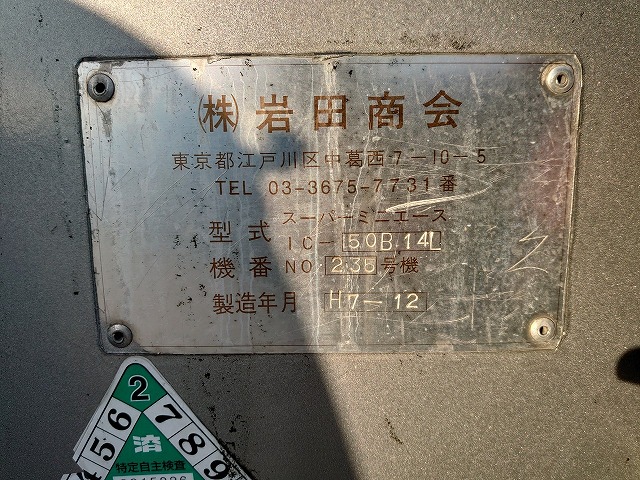 (株)岩田商会
東京都江戸川区中葛西7-10-5
TEL 03-3675-7731番
スーパーミニエース
型式 IC-150B.14L
機番 NO 235号機
製造年月 H7-12
2
4 5 6 7 8 9
済
特定自主検査